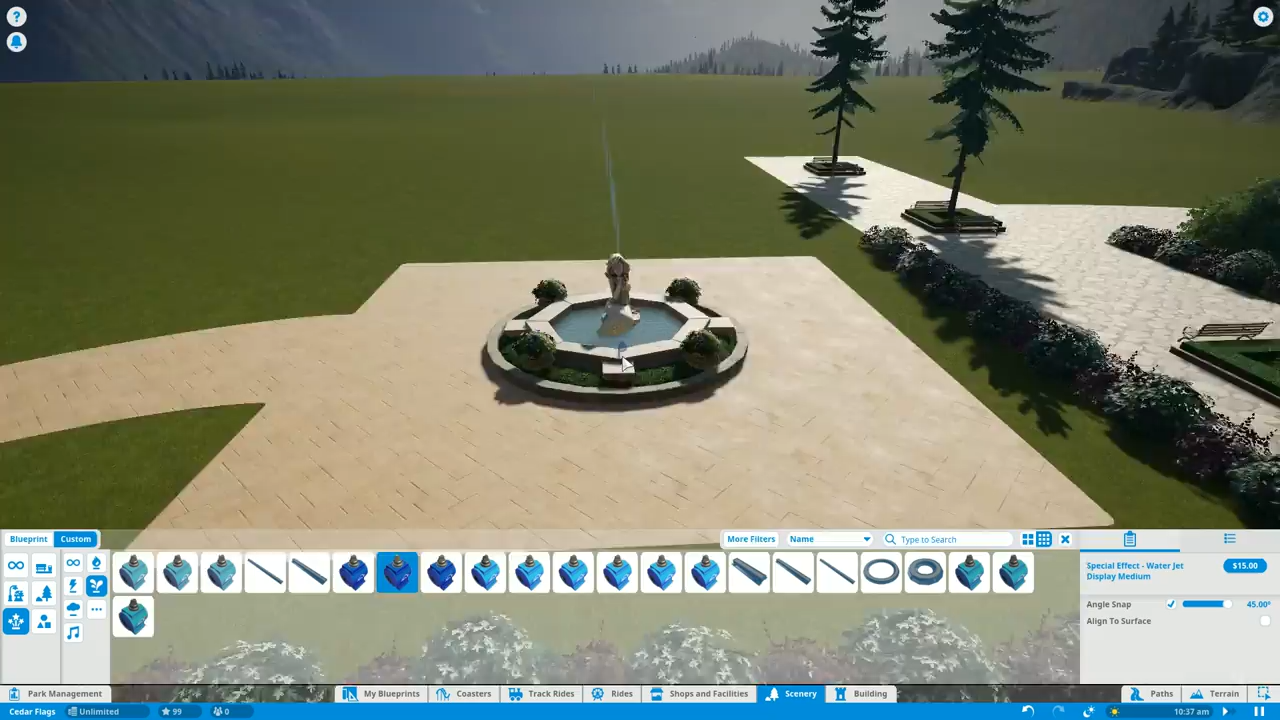 ?
Blueprint
Custom
More Filters
Name
Type to Search
Special Effect - Water Jet
Display Medium
$15.00
Angle Snap
45.00º
Align To Surface
Park Management
My Blueprints
Coasters
Track Rides
Rides
Shops and Facilities
Scenery
Building
Paths
Terrain
Cedar Flags
Unlimited
99
0
10:37 am